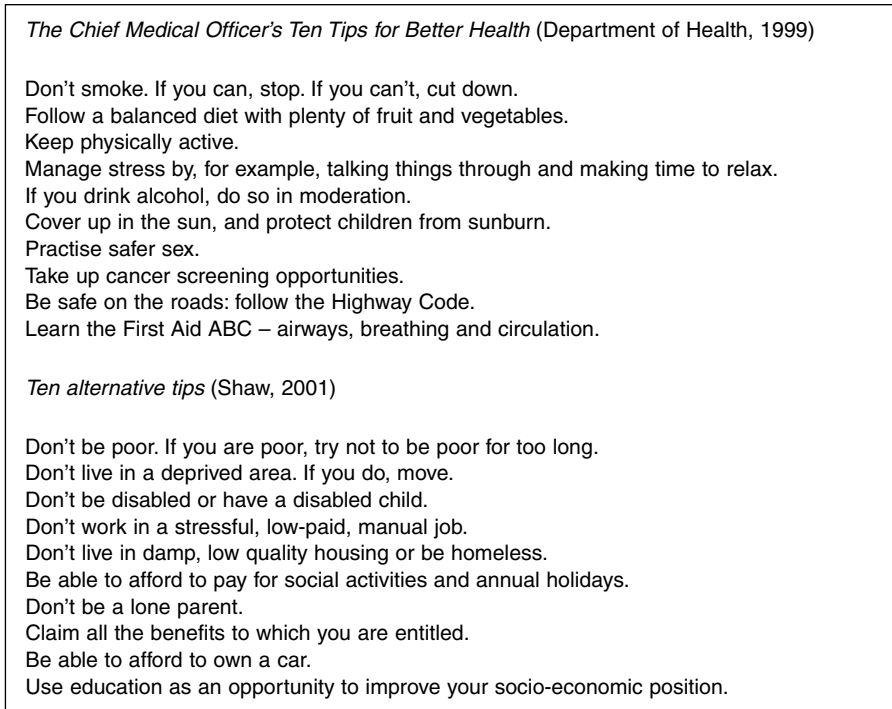 The Chief Medical Officer's Ten Tips for Better Health (Department of Health, 1999)
Don't smoke. If you can, stop. If you can't, cut down.
Follow a balanced diet with plenty of fruit and vegetables.
Keep physically active.
Manage stress by, for example, talking things through and making time to relax.
If you drink alcohol, do so in moderation.
Cover up in the sun, and protect children from sunburn.
Practise safer sex.
Take up cancer screening opportunities.
Be safe on the roads: follow the Highway Code.
Learn the First Aid ABC – airways, breathing and circulation.
Ten alternative tips (Shaw, 2001)
Don't be poor. If you are poor, try not to be poor for too long.
Don't live in a deprived area. If you do, move.
Don't be disabled or have a disabled child.
Don't work in a stressful, low-paid, manual job.
Don't live in damp, low quality housing or be homeless.
Be able to afford to pay for social activities and annual holidays.
Don't be a lone parent.
Claim all the benefits to which you are entitled.
Be able to afford to own a car.
Use education as an opportunity to improve your socio-economic position.